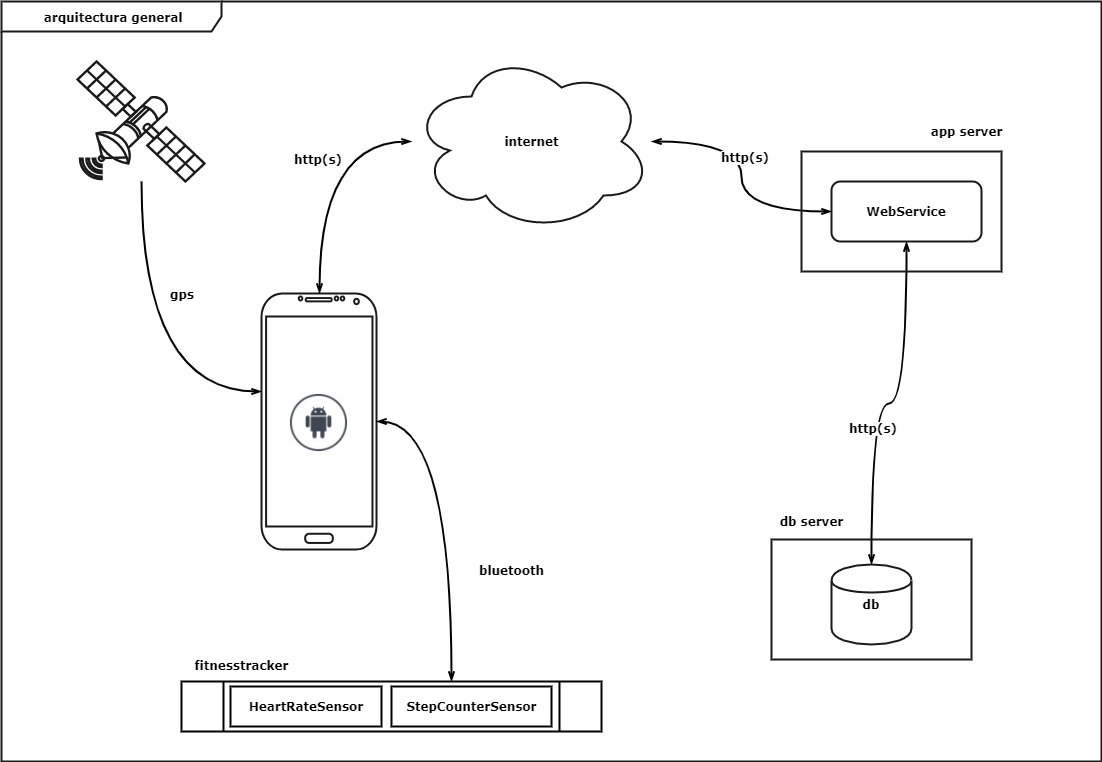 arquitectura general
internet
app server
http(s)
http(s)
WebService
gps
http(s)
db server
bluetooth
db
fitnesstracker
HeartRateSensor
StepCounterSensor